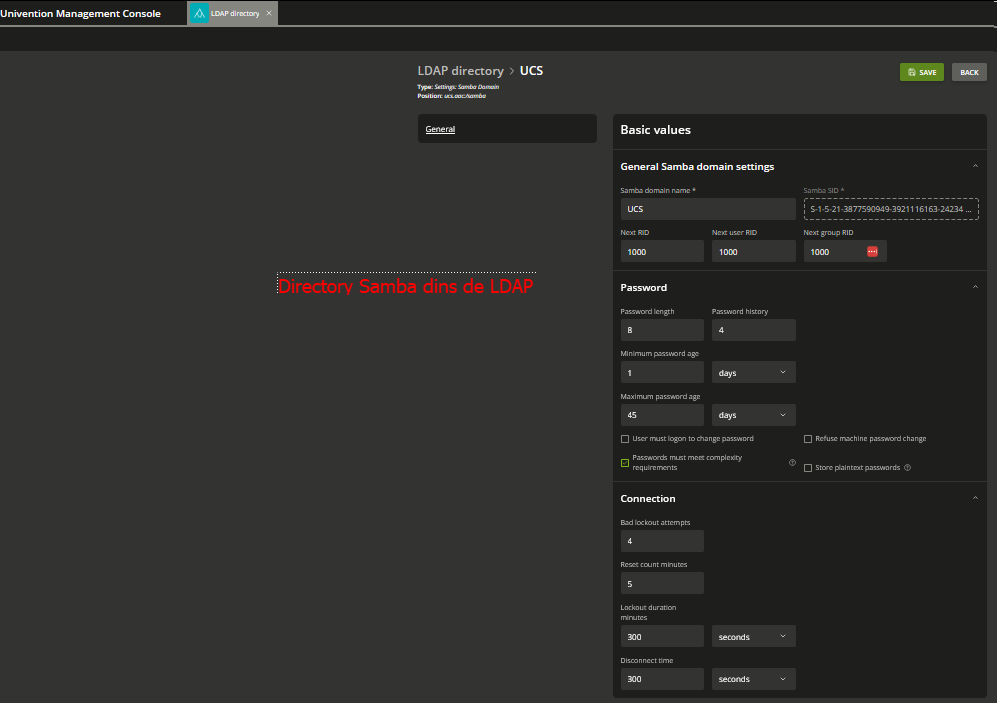 Univention Management Console
LDAP directory ×
LDAP directory > UCS
SAVE
BACK
Type: Settings: Samba Domain
Position: ucs.aac:/samba
General
Basic values
General Samba domain settings
Samba domain name *
Samba SID *
UCS
S-1-5-21-3877590949-3921116163-24234 ...
Next RID
Next user RID
Next group RID
1000
1000
1000
Directory Samba dins de LDAP
Password
Password length
Password history
8
4
Minimum password age
1
days
Maximum password age
45
days
User must logon to change password
Refuse machine password change
Passwords must meet complexity
requirements
Store plaintext passwords
Connection
Bad lockout attempts
4
Reset count minutes
5
Lockout duration
minutes
300
seconds
Disconnect time
300
seconds